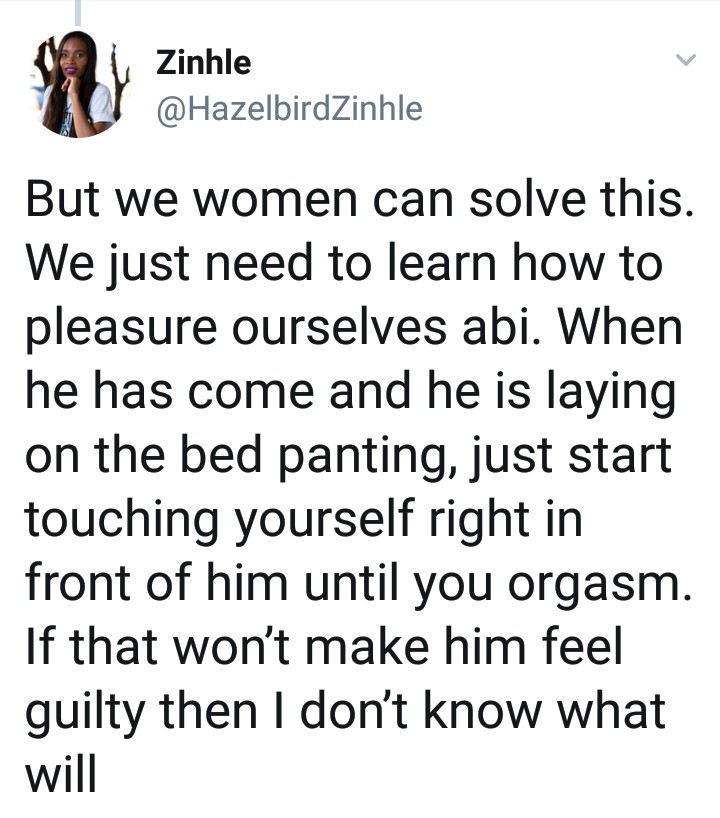 Zinhle
@HazelbirdZinhle
But we women can solve this.
We just need to learn how to
pleasure ourselves abi. When
he has come and he is laying
on the bed panting, just start
touching yourself right in
front of him until you orgasm.
If that won't make him feel
guilty then I don't know what
will